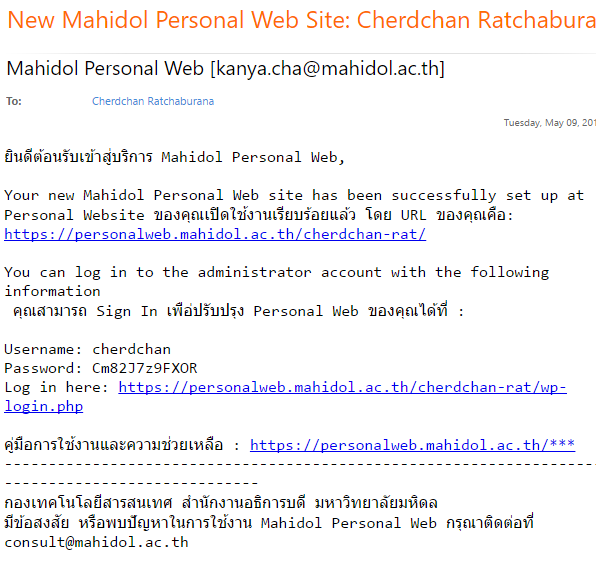 New Mahidol Personal Web Site: Cherdchan Ratchabura
Mahidol Personal Web [kanya.cha@mahidol.ac.th]
To: Cherdchan Ratchaburana
Tuesday, May 09, 201
ยินดีต้อนรับเข้าสู่บริการ Mahidol Personal Web,
Your new Mahidol Personal Web site has been successfully set up at
Personal Website ของคุณเปิดใช้งานเรียบร้อยแล้ว โดย URL ของคุณคือ:
https://personalweb.mahidol.ac.th/cherdchan-rat/
You can log in to the administrator account with the following
information
คุณสามารถ Sign In เพื่อปรับปรุง Personal Web ของคุณได้ที่ :
Username: cherdchan
Password: Cm82J7z9FXOR
Log in here: https://personalweb.mahidol.ac.th/cherdchan-rat/wp-
login.php
คู่มือการใช้งานและความช่วยเหลือ : https://personalweb.mahidol.ac.th/***
-------------------------------------------------------------------
-----------------------------
กองเทคโนโลยีสารสนเทศ สำนักงานอธิการบดี มหาวิทยาลัยมหิดล
มีข้อสงสัย หรือพบปัญหาในการใช้งาน Mahidol Personal Web กรุณาติดต่อที่
consult@mahidol.ac.th